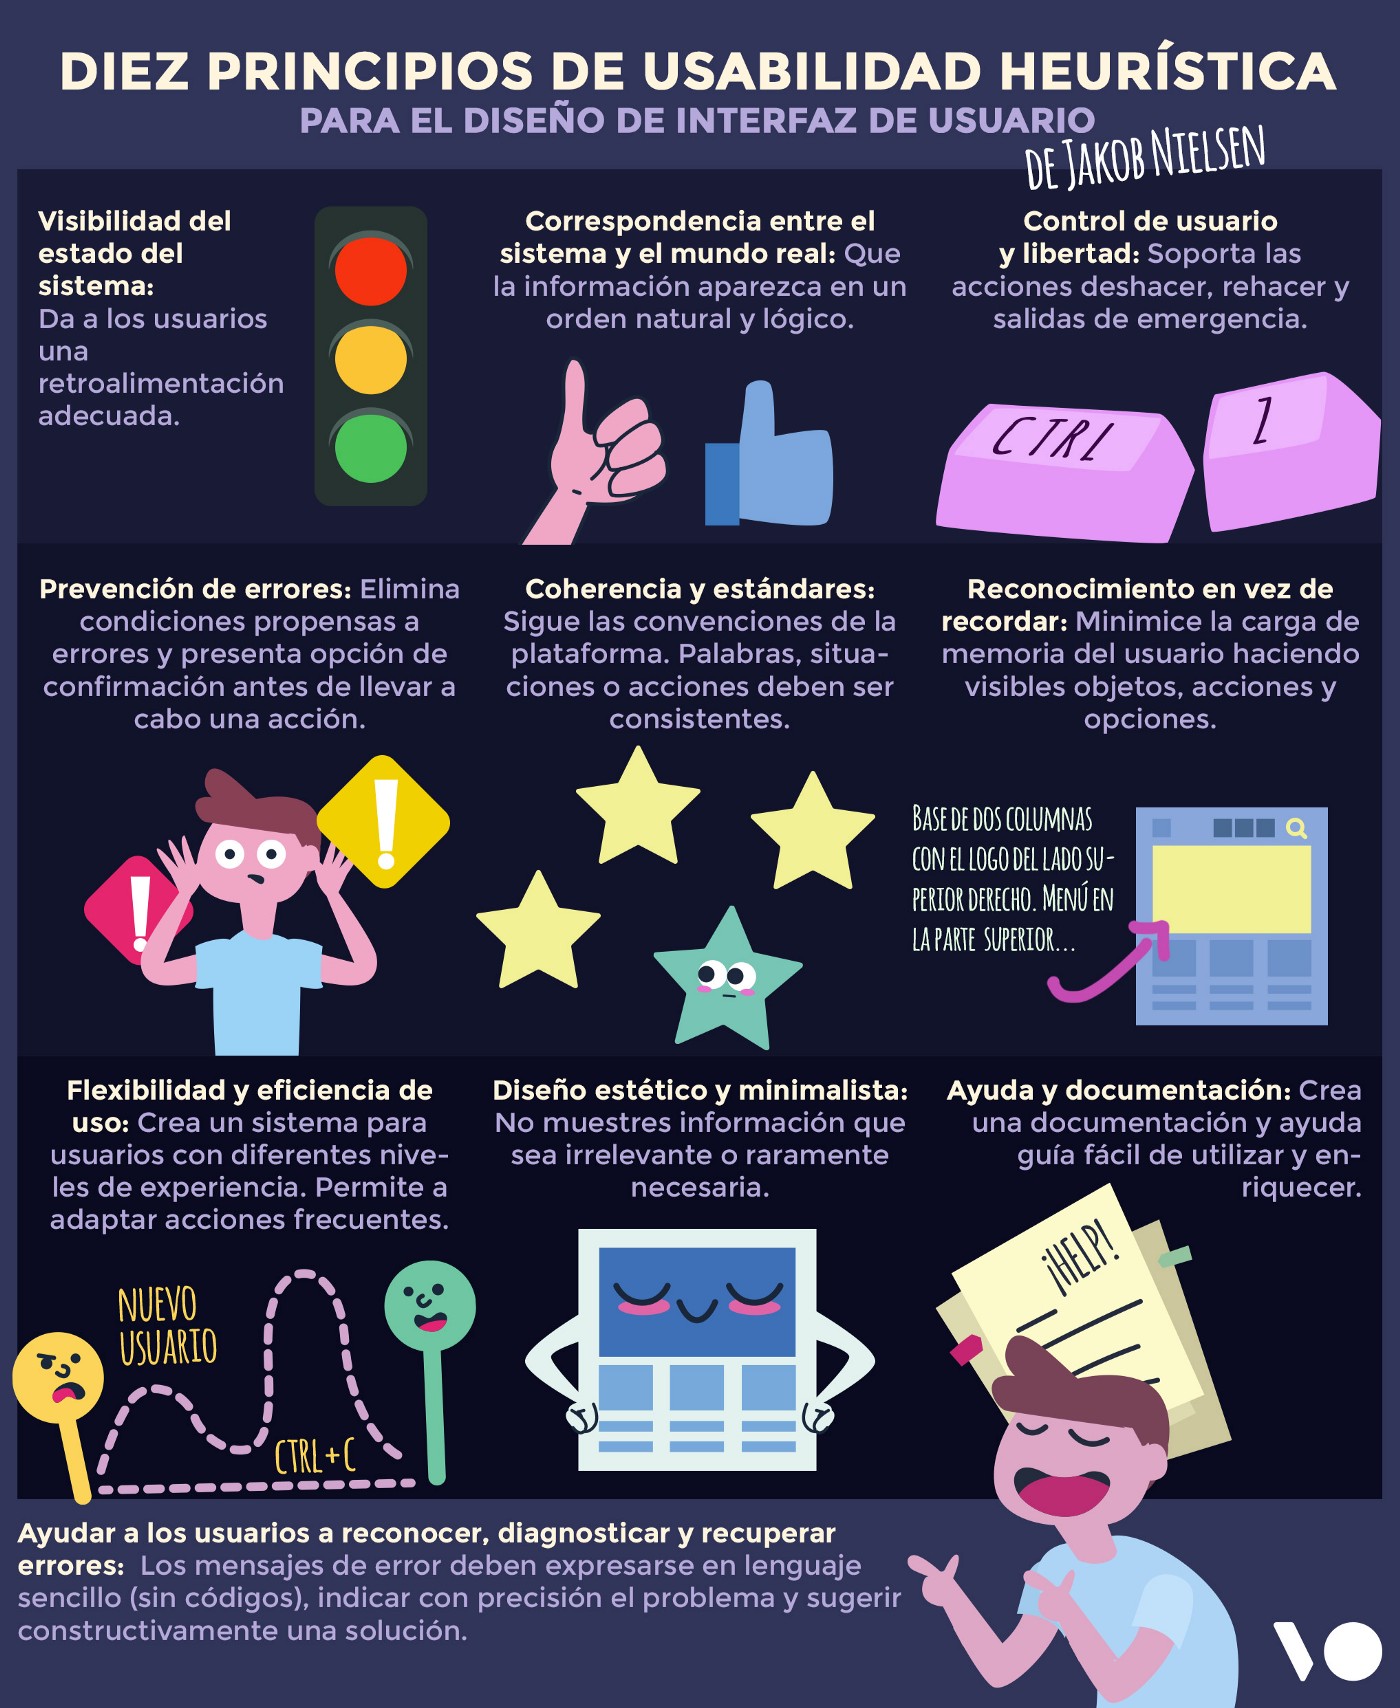 DIEZ PRINCIPIOS DE USABILIDAD HEURÍSTICA
PARA EL DISEÑO DE INTERFAZ DE USUARIO
DE JAKOB NIELSEN
Visibilidad del
estado del
sistema:
Da a los usuarios
una
retroalimentación
adecuada.
Correspondencia entre el
sistema y el mundo real: Que
la información aparezca en un
orden natural y lógico.
Control de usuario
y libertad: Soporta las
acciones deshacer, rehacer y
salidas de emergencia.
CTRL
Z
Prevención de errores: Elimina
condiciones propensas a
errores y presenta opción de
confirmación antes de llevar a
cabo una acción.
!
!
Coherencia y estándares:
Sigue las convenciones de la
plataforma. Palabras, situa-
ciones o acciones deben ser
consistentes.
Reconocimiento en vez de
recordar: Minimice la carga de
memoria del usuario haciendo
visibles objetos, acciones y
opciones.
BASE DE DOS COLUMNAS
CON EL LOGO DEL LADO SU-
PERIOR DERECHO. MENÚ EN
LA PARTE SUPERIOR...
Flexibilidad y eficiencia de
uso: Crea un sistema para
usuarios con diferentes nive-
les de experiencia. Permite a
adaptar acciones frecuentes.
NUEVO
USUARIO
CTRL+C
Diseño estético y minimalista:
No muestres información que
sea irrelevante o raramente
necesaria.
Ayuda y documentación: Crea
una documentación y ayuda
guía fácil de utilizar y en-
riquecer.
¡HELP!
Ayudar a los usuarios a reconocer, diagnosticar y recuperar
errores: Los mensajes de error deben expresarse en lenguaje
sencillo (sin códigos), indicar con precisión el problema y sugerir
constructivamente una solución.